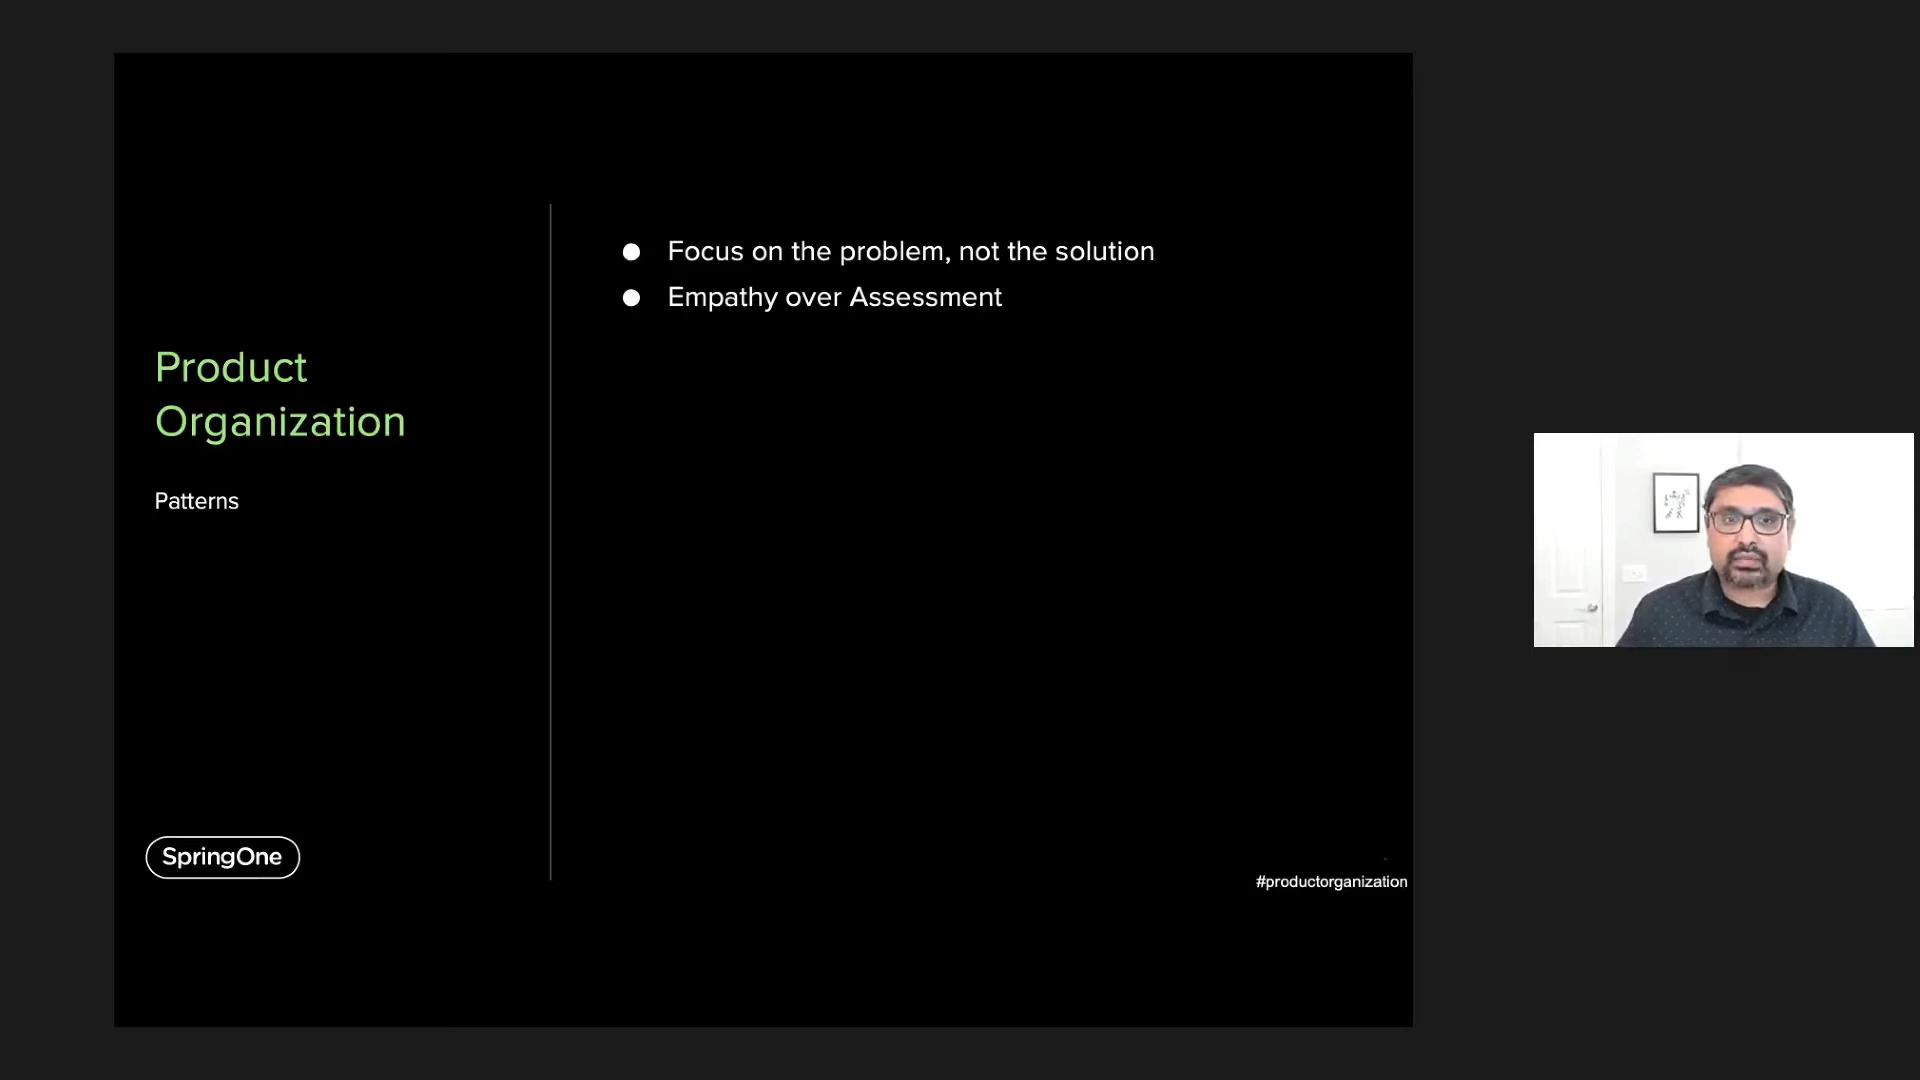 Product
Organization
Patterns
Focus on the problem, not the solution
Empathy over Assessment
SpringOne
#productorganization